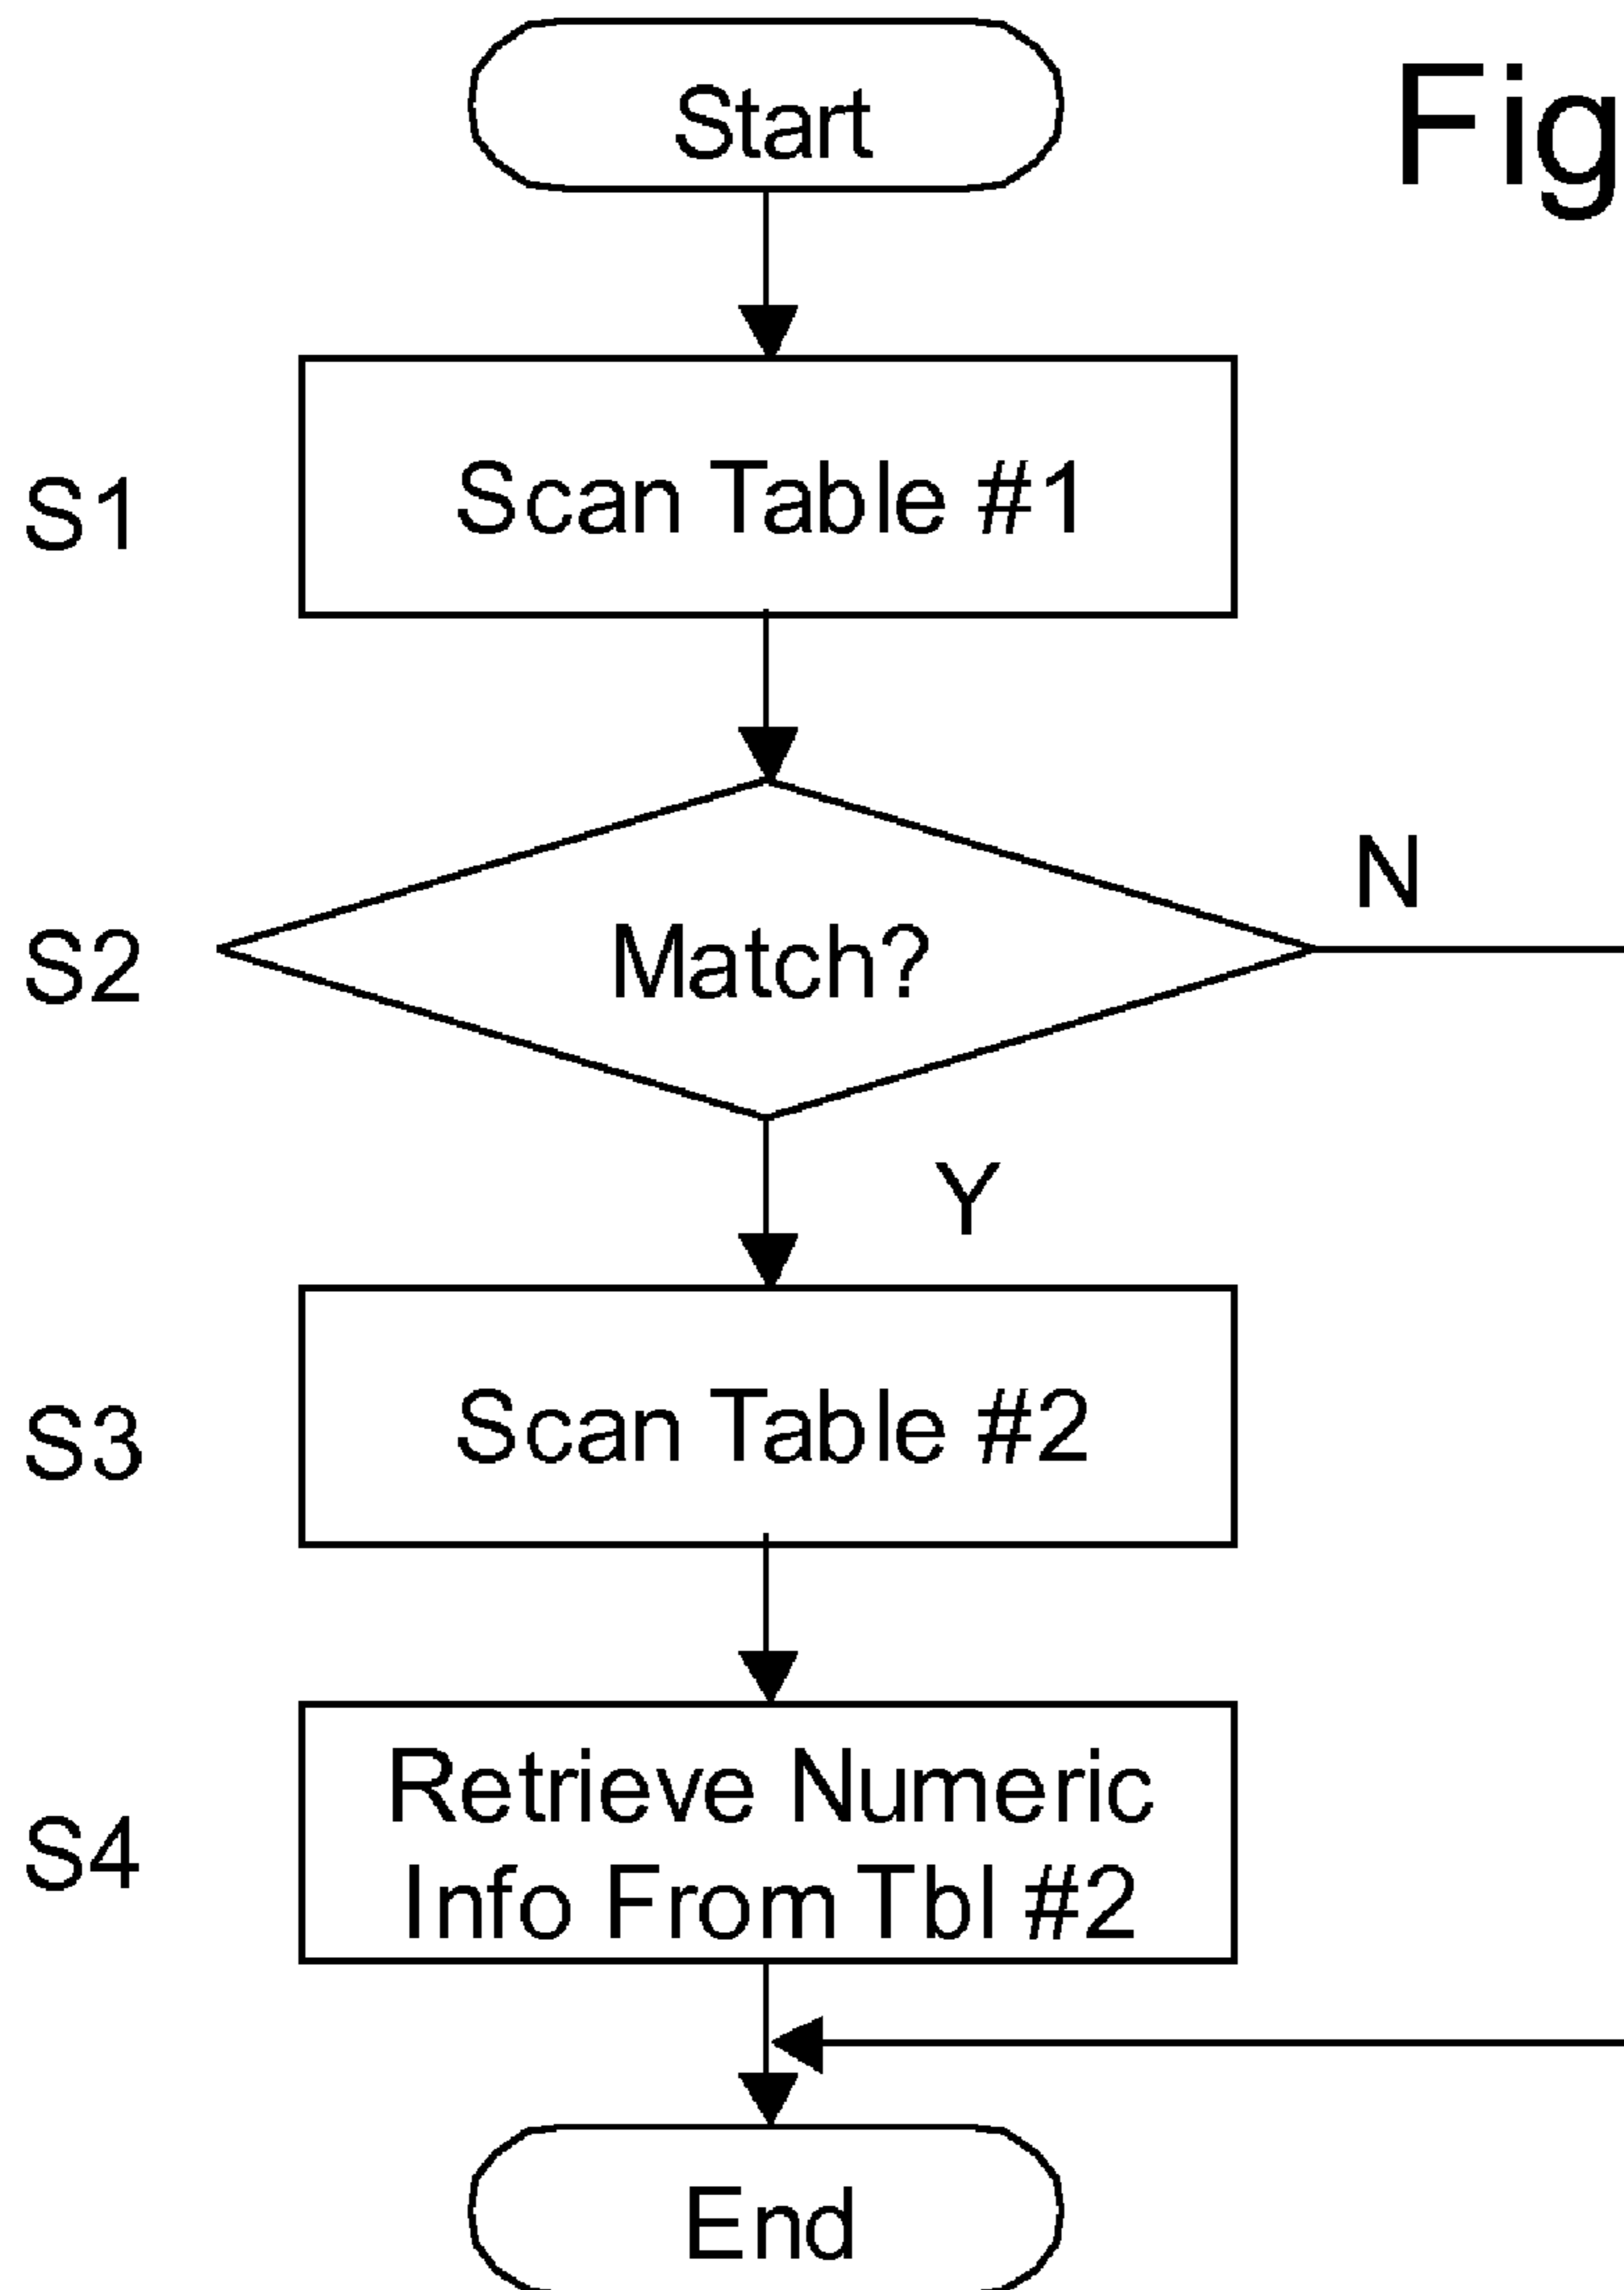 Start
Fig
S1
Scan Table #1
N
S2
Match?
Y
S3
Scan Table #2
S4
Retrieve Numeric
Info From Tbl #2
End